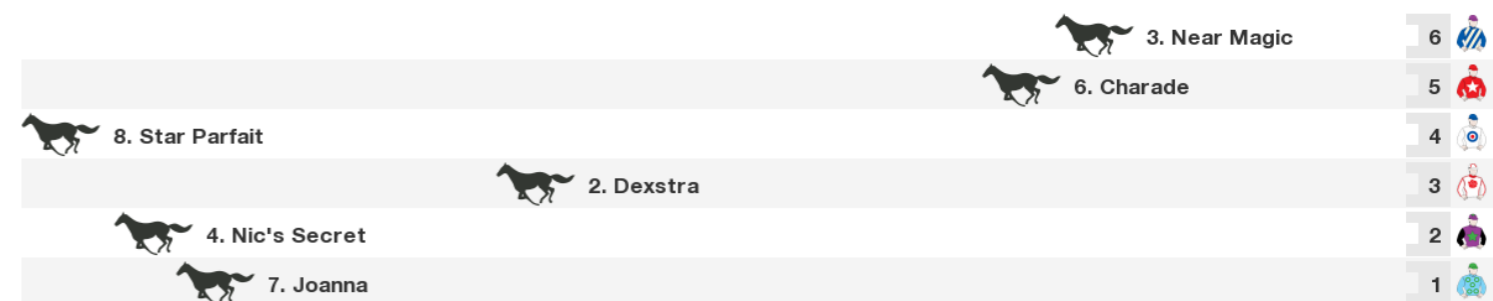 3. Near Magic 6
6. Charade 5
8. Star Parfait 4
2. Dexstra 3
4. Nic's Secret 2
7. Joanna 1